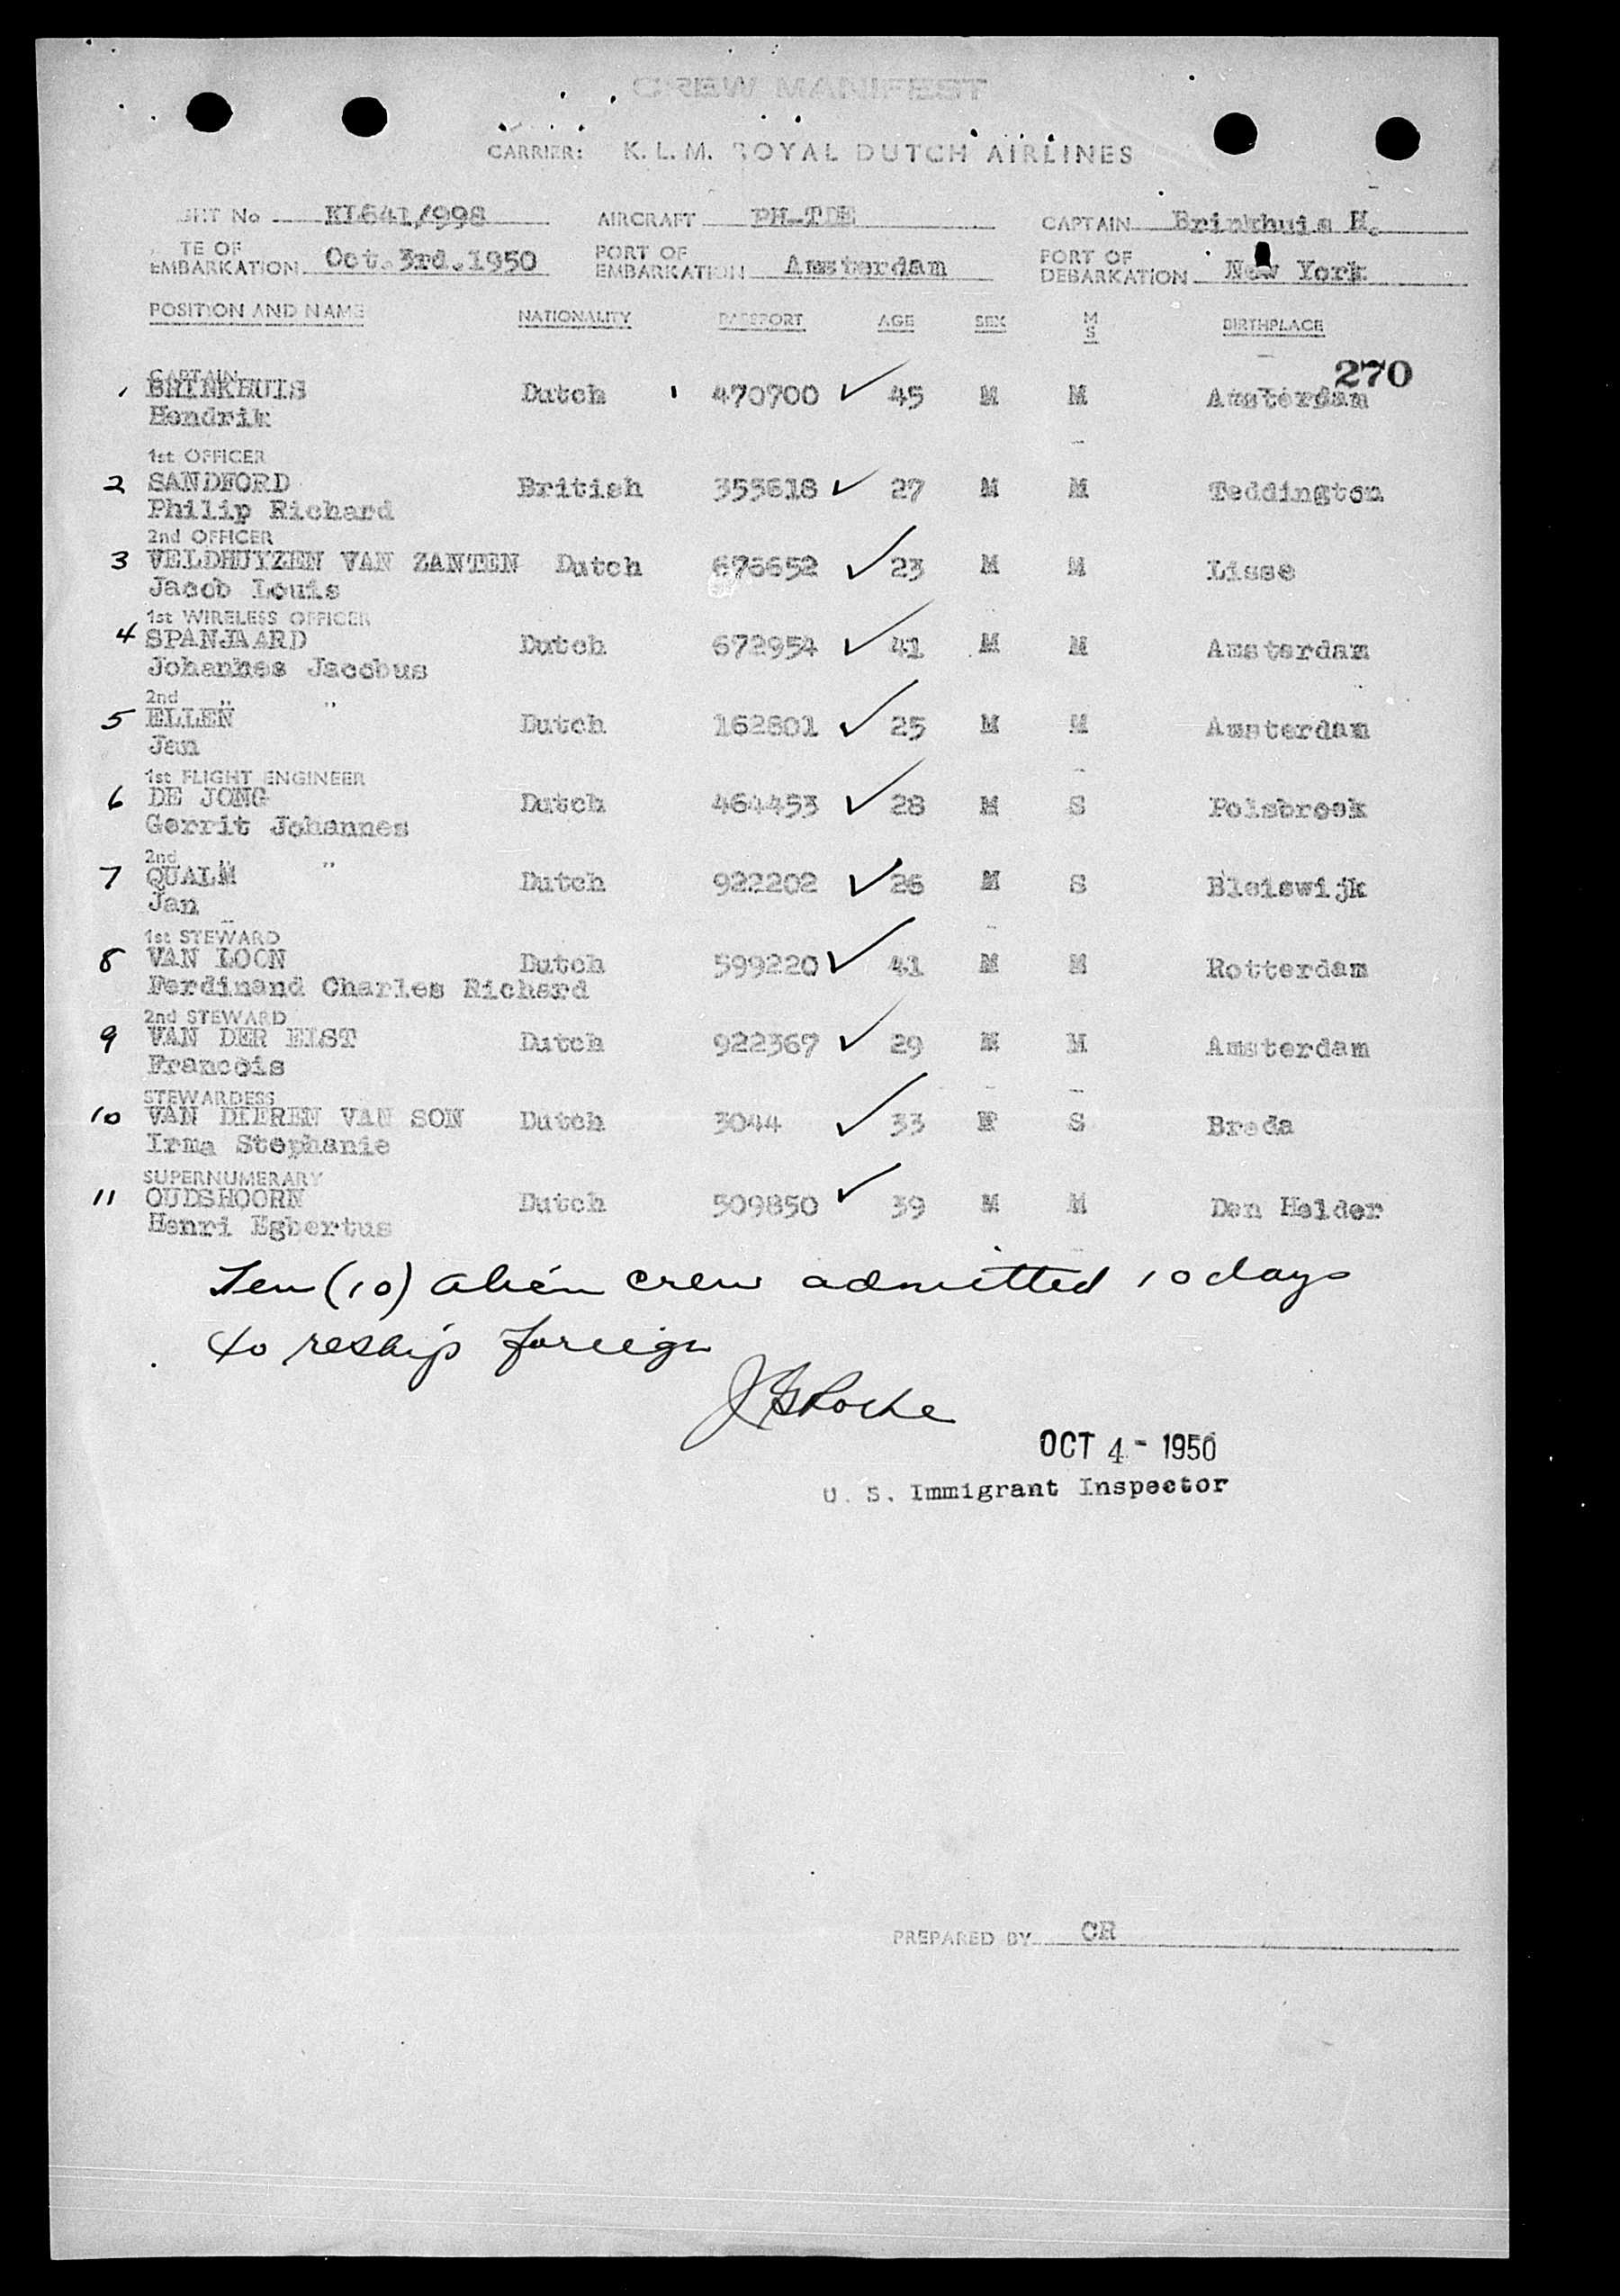 CREW MANIFEST
CARRIER: K. L. M. ROYAL DUTCH AIRLINES
GHT No KL641/998 AIRCRAFT PH-TDE CAPTAIN Brinkhuis H.
TE OF EMBARKATION Oct.3rd.1950 PORT OF EMBARKATION Amsterdam PORT OF DEBARKATION New York
POSITION AND NAME NATIONALITY PASSPORT AGE SEX M S BIRTHPLACE
270
CAPTAIN
1 BRINKHUIS Dutch 470700 ✓ 45 M M Amsterdam
Hendrik
1st OFFICER
2 SANDFORD British 353618 ✓ 27 M M Teddington
Philip Richard
2nd OFFICER
3 VELDHUYZEN VAN ZANTEN Dutch 676652 ✓ 23 M M Lisse
Jacob Louis
1st WIRELESS OFFICER
4 SPANJAARD Dutch 672954 ✓ 41 M M Amsterdam
Johannes Jacobus
2nd " "
5 ELLEN Dutch 162801 ✓ 25 M M Amsterdam
Jan
1st FLIGHT ENGINEER
6 DE JONG Dutch 464453 ✓ 28 M S Polsbroek
Gerrit Johannes
2nd " "
7 QUALM Dutch 922202 ✓ 26 M S Bleiswijk
Jan
1st STEWARD
8 VAN LOON Dutch 599220 ✓ 41 M M Rotterdam
Ferdinand Charles Richard
2nd STEWARD
9 VAN DER ELST Dutch 922367 ✓ 29 M M Amsterdam
Francois
STEWARDESS
10 VAN DIEREN VAN SON Dutch 3044 ✓ 33 F S Breda
Irma Stephanie
SUPERNUMERARY
11 OUDSHOORN Dutch 509850 ✓ 39 M M Den Helder
Henri Egbertus
Ten (10) alien crew admitted 10 days
to reship foreign
J G Roche
OCT 4 - 1950
U. S. Immigrant Inspector
PREPARED BY CR